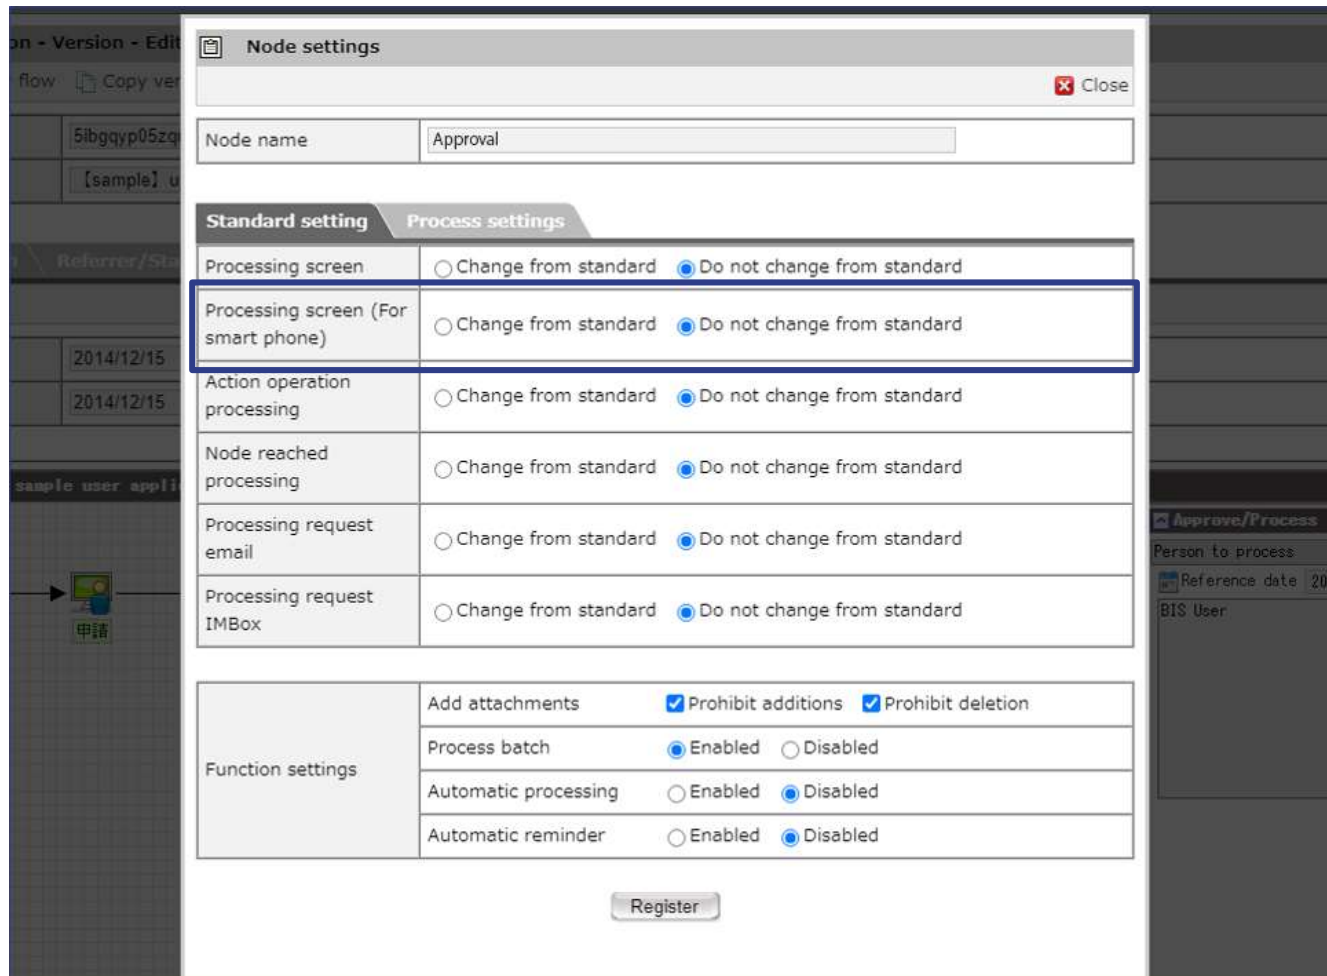 on - Version - Edit
Node settings
flow Copy ver
Close
5ibgqyp05zq
Node name Approval
【sample】u
Standard setting Process settings
Referrer/Sta
Processing screen Change from standard Do not change from standard
Processing screen (For
smart phone) Change from standard Do not change from standard
2014/12/15
Action operation
processing Change from standard Do not change from standard
2014/12/15
Node reached
processing Change from standard Do not change from standard
sample user appli
Processing request
email Change from standard Do not change from standard
Approve/Process
Person to process
Reference date 20
Processing request
IMBox Change from standard Do not change from standard
BIS User
申請
Function settings
Add attachments Prohibit additions Prohibit deletion
Process batch Enabled Disabled
Automatic processing Enabled Disabled
Automatic reminder Enabled Disabled
Register